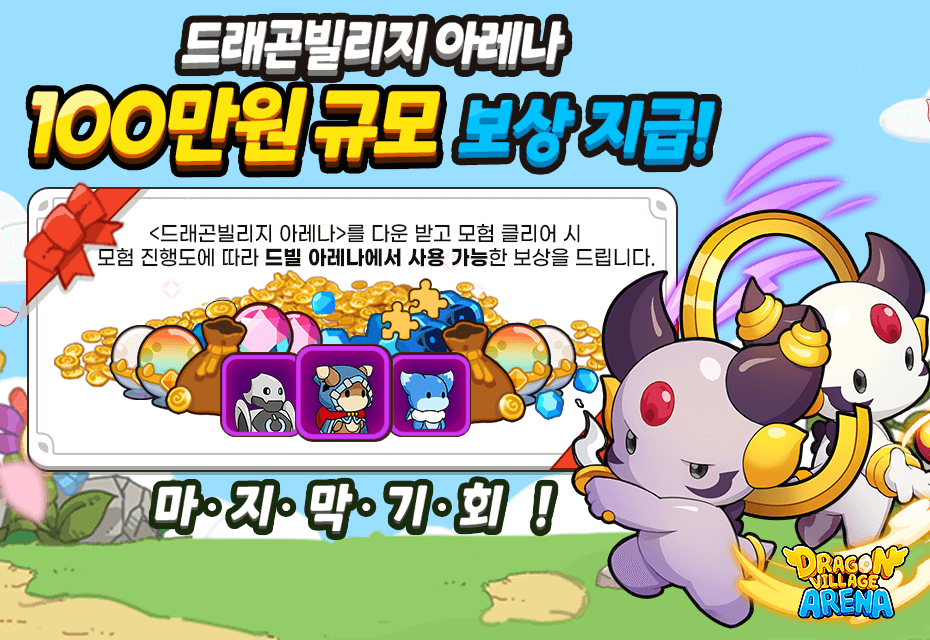 드래곤빌리지 아레나
100만원 규모 보상 지급!
<드래곤빌리지 아레나>를 다운 받고 모험 클리어 시
모험 진행도에 따라 드빌 아레나에서 사용 가능한 보상을 드립니다.
마·지·막·기·회 !
DRAGON
VILLAGE
ARENA